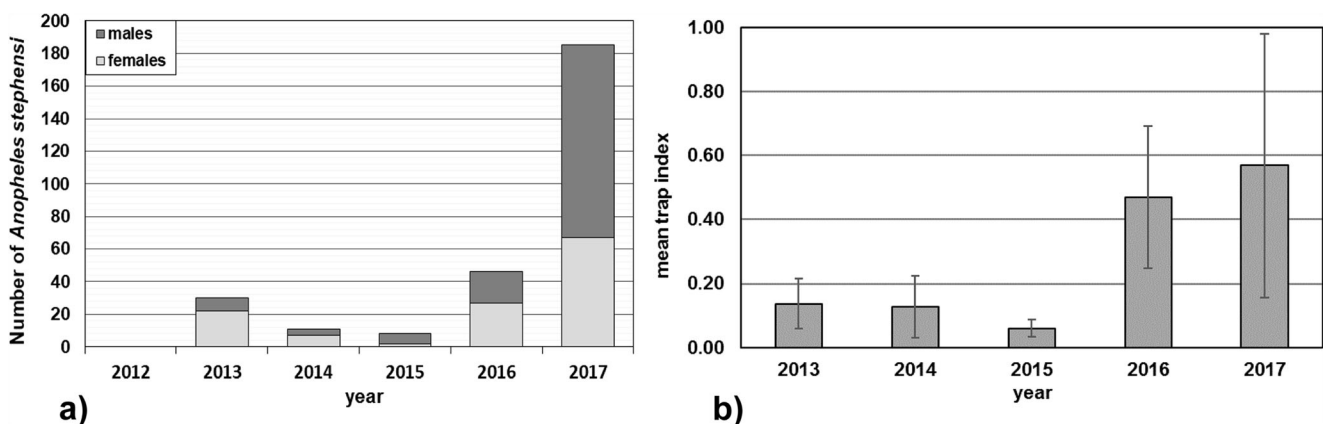 200
180
160
140
120
100
80
60
40
20
0
Number of Anopheles stephensi
males
females
2012 2013 2014 2015 2016 2017
year
a)
1.00
0.80
0.60
0.40
0.20
0.00
mean trap index
2013 2014 2015 2016 2017
year
b)